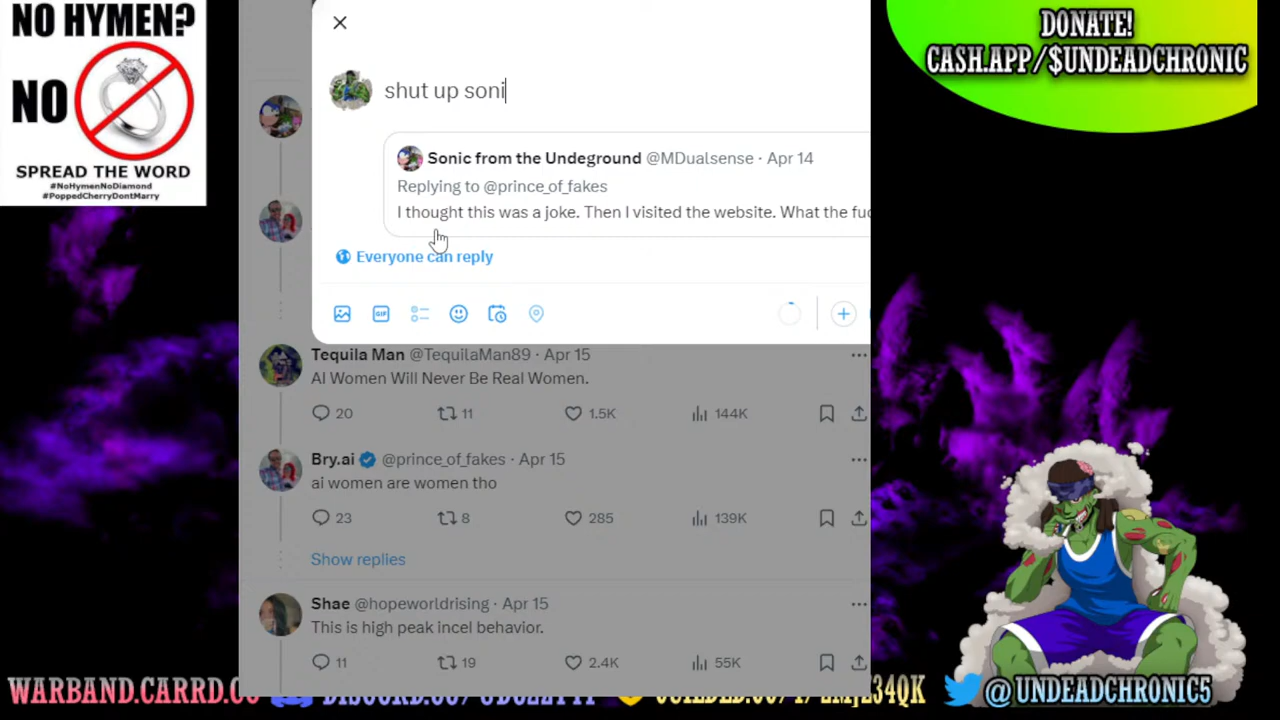 NO HYMEN?
NO
SPREAD THE WORD
#NoHymenNoDiamond
#PoppedCherryDontMarry
DONATE!
CASH.APP/$UNDEADCHRONIC
shut up soni
Sonic from the Undeground @MDualsense · Apr 14
Replying to @prince_of_fakes
I thought this was a joke. Then I visited the website. What the fuc
Everyone can reply
GIF
Tequila Man @TequilaMan89 · Apr 15
AI Women Will Never Be Real Women.
20 11 1.5K 144K
Bry.ai @prince_of_fakes · Apr 15
ai women are women tho
23 8 285 139K
Show replies
Shae @hopeworldrising · Apr 15
This is high peak incel behavior.
11 19 2.4K 55K
WARBAND.CARRD.CO @UNDEADCHRONIC5